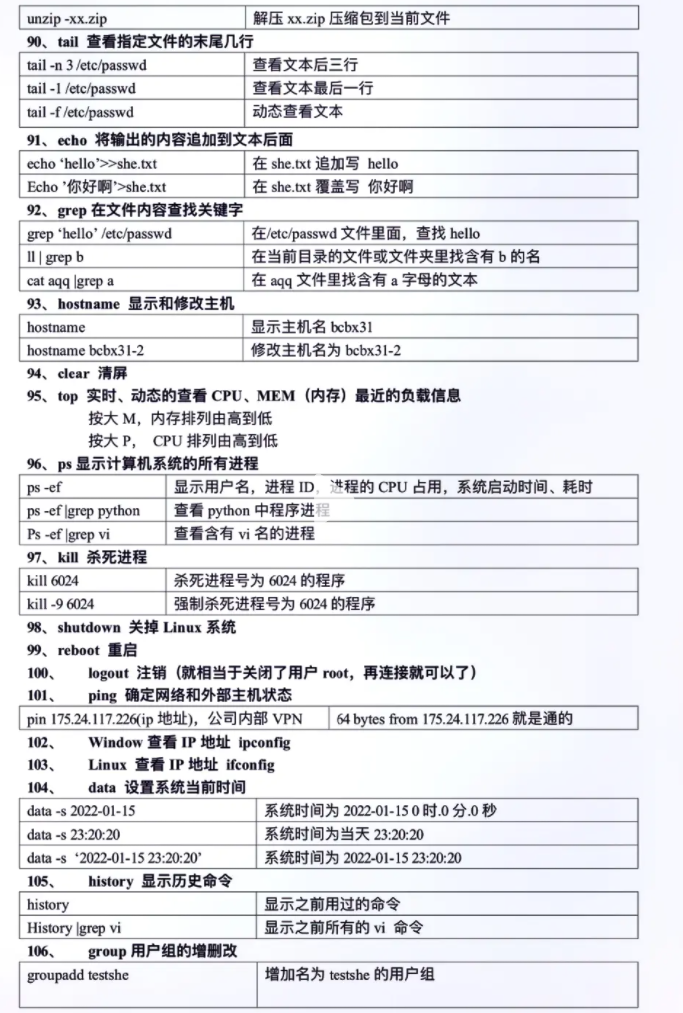 unzip -xx.zip 解压 xx.zip 压缩包到当前文件
90、tail 查看指定文件的末尾几行
tail -n 3 /etc/passwd 查看文本后三行
tail -1 /etc/passwd 查看文本最后一行
tail -f /etc/passwd 动态查看文本
91、echo 将输出的内容追加到文本后面
echo ‘hello’>>she.txt 在 she.txt 追加写 hello
Echo ’你好啊’>she.txt 在 she.txt 覆盖写 你好啊
92、grep 在文件内容查找关键字
grep ‘hello’ /etc/passwd 在/etc/passwd 文件里面，查找 hello
ll | grep b 在当前目录的文件或文件夹里找含有 b 的名
cat aqq |grep a 在 aqq 文件里找含有 a 字母的文本
93、hostname 显示和修改主机
hostname 显示主机名 bcbx31
hostname bcbx31-2 修改主机名为 bcbx31-2
94、clear 清屏
95、top 实时、动态的查看 CPU、MEM（内存）最近的负载信息
按大 M，内存排列由高到低
按大 P， CPU 排列由高到低
96、ps 显示计算机系统的所有进程
ps -ef 显示用户名，进程 ID，进程的 CPU 占用，系统启动时间、耗时
ps -ef |grep python 查看 python 中程序进程
Ps -ef |grep vi 查看含有 vi 名的进程
97、kill 杀死进程
kill 6024 杀死进程号为 6024 的程序
kill -9 6024 强制杀死进程号为 6024 的程序
98、shutdown 关掉 Linux 系统
99、reboot 重启
100、 logout 注销（就相当于关闭了用户 root，再连接就可以了）
101、 ping 确定网络和外部主机状态
pin 175.24.117.226(ip 地址)，公司内部 VPN 64 bytes from 175.24.117.226 就是通的
102、 Window 查看 IP 地址 ipconfig
103、 Linux 查看 IP 地址 ifconfig
104、 data 设置系统当前时间
data -s 2022-01-15 系统时间为 2022-01-15 0 时.0 分.0 秒
data -s 23:20:20 系统时间为当天 23:20:20
data -s ‘2022-01-15 23:20:20’ 系统时间为 2022-01-15 23:20:20
105、 history 显示历史命令
history 显示之前用过的命令
History |grep vi 显示之前所有的 vi 命令
106、 group 用户组的增删改
groupadd testshe 增加名为 testshe 的用户组